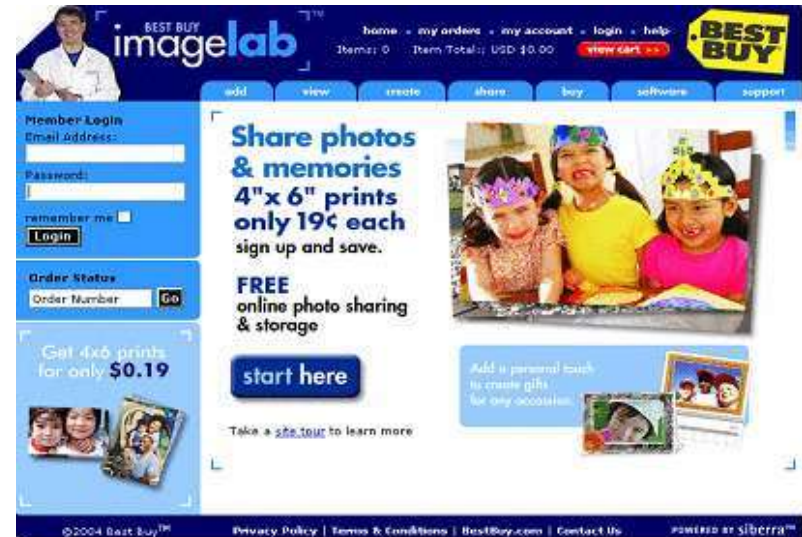 BEST BUY
imagelab™
home • my orders • my account • login • help
Items: 0 Item Total:: USD $0.00 view cart >>
BEST BUY
add view create share buy software support
Member Login
Email Address:
Password:
remember me
Login
Order Status
Order Number Go
Get 4x6 prints
for only $0.19
Share photos
& memories
4"x 6" prints
only 19¢ each
sign up and save.
FREE
online photo sharing
& storage
start here
Take a site tour to learn more
Add a personal touch
to create gifts
for any occassion.
©2004 Best Buy™
Privacy Policy | Terms & Conditions | BestBuy.com | Contact Us
POWERED BY siberra™